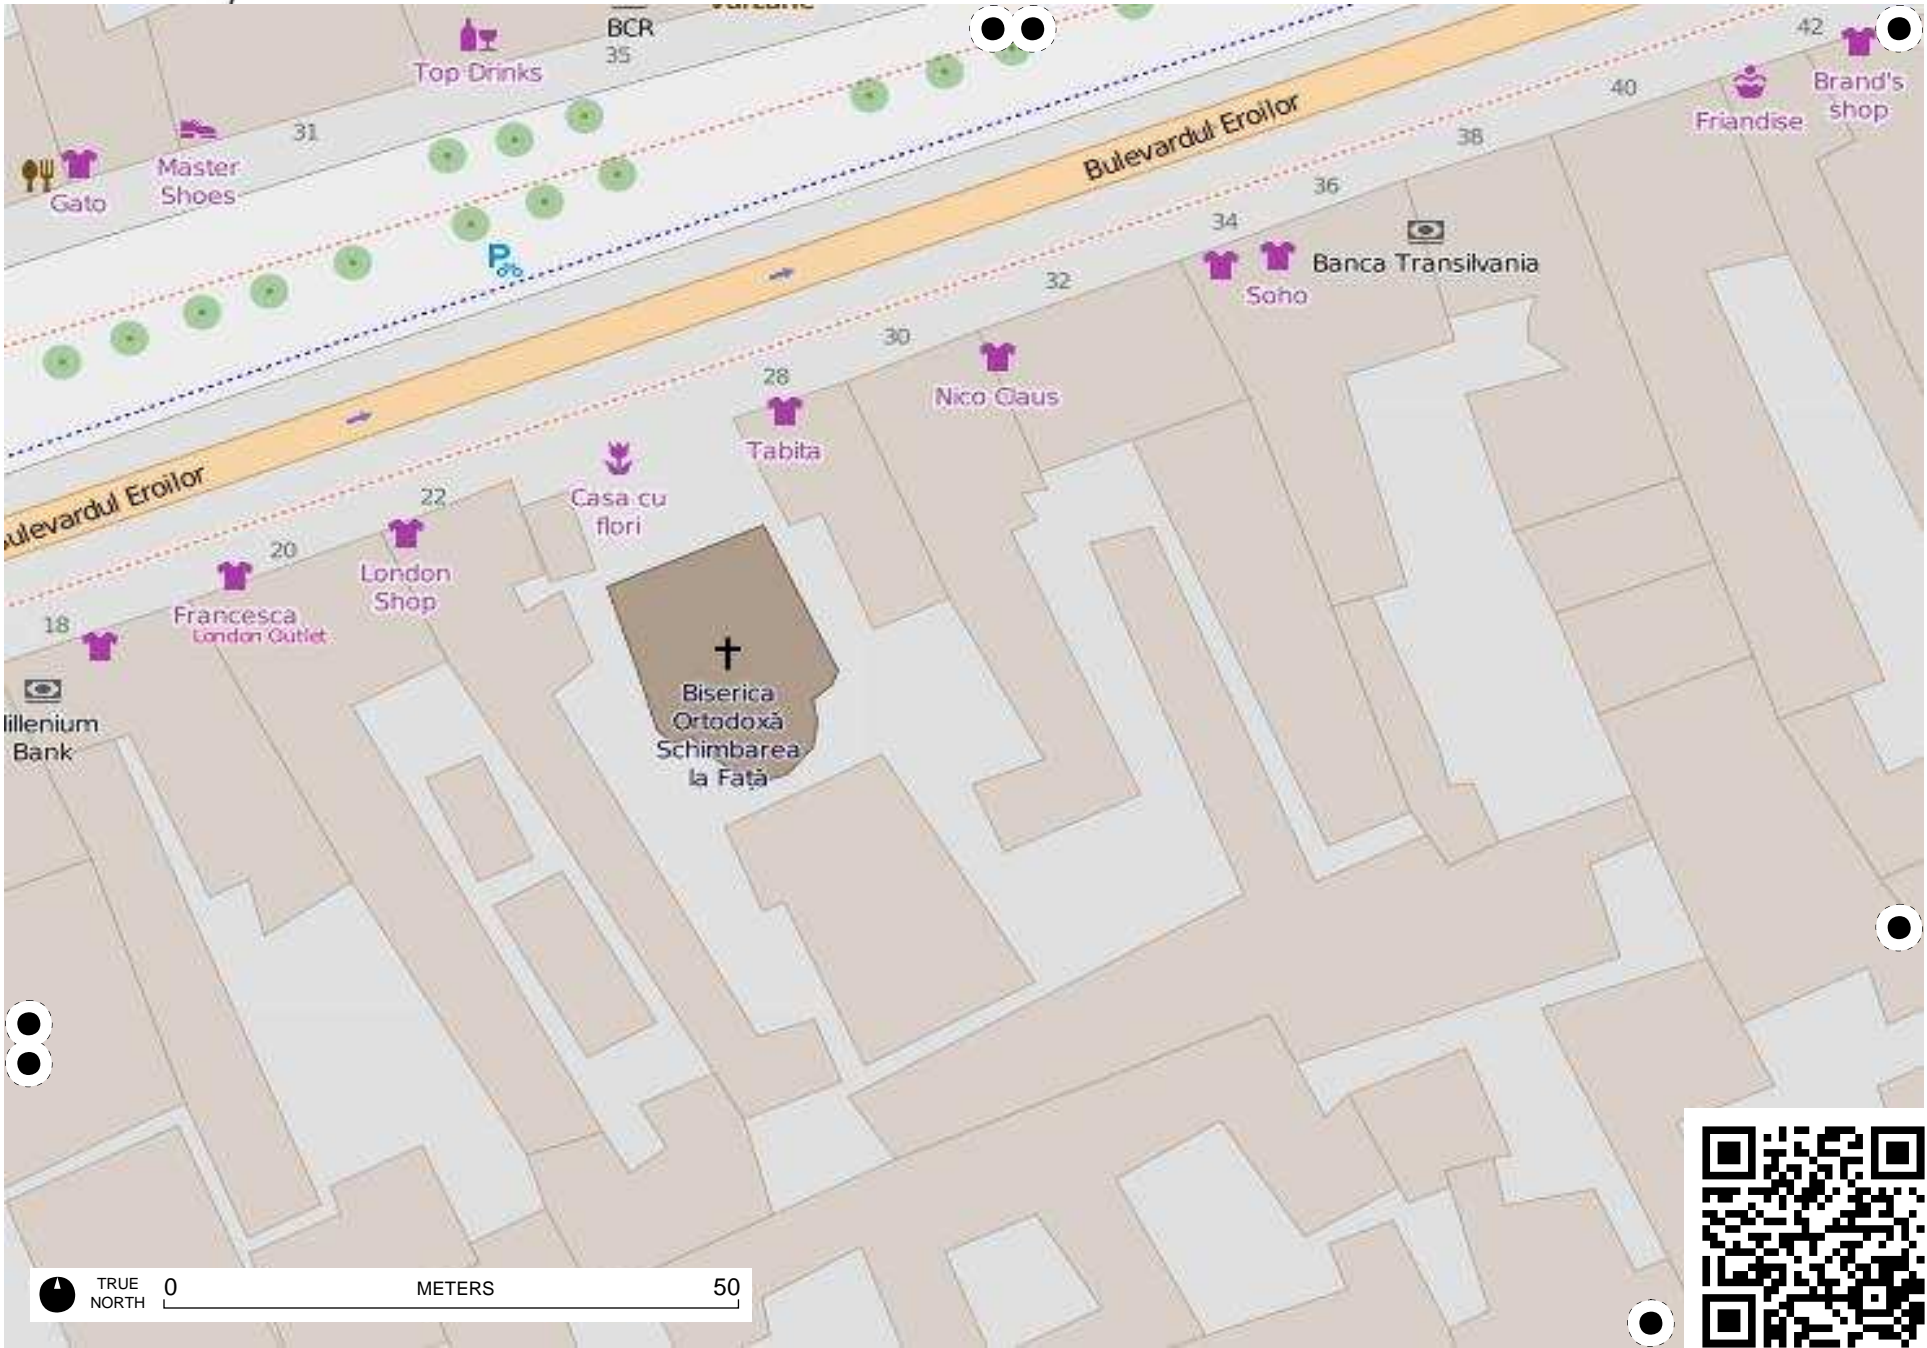 BCR
35
Top Drinks
42
Brand's
shop
40
Friandise
31
Master
Shoes
Gato
Bulevardul Eroilor
38
36
34
Banca Transilvania
Soho
32
30
Nico Claus
28
Tabita
Casa cu
flori
Bulevardul Eroilor
22
London
Shop
20
Francesca
London Outlet
18
Millenium
Bank
Biserica
Ortodoxă
Schimbarea
la Față
TRUE
NORTH
0
METERS
50